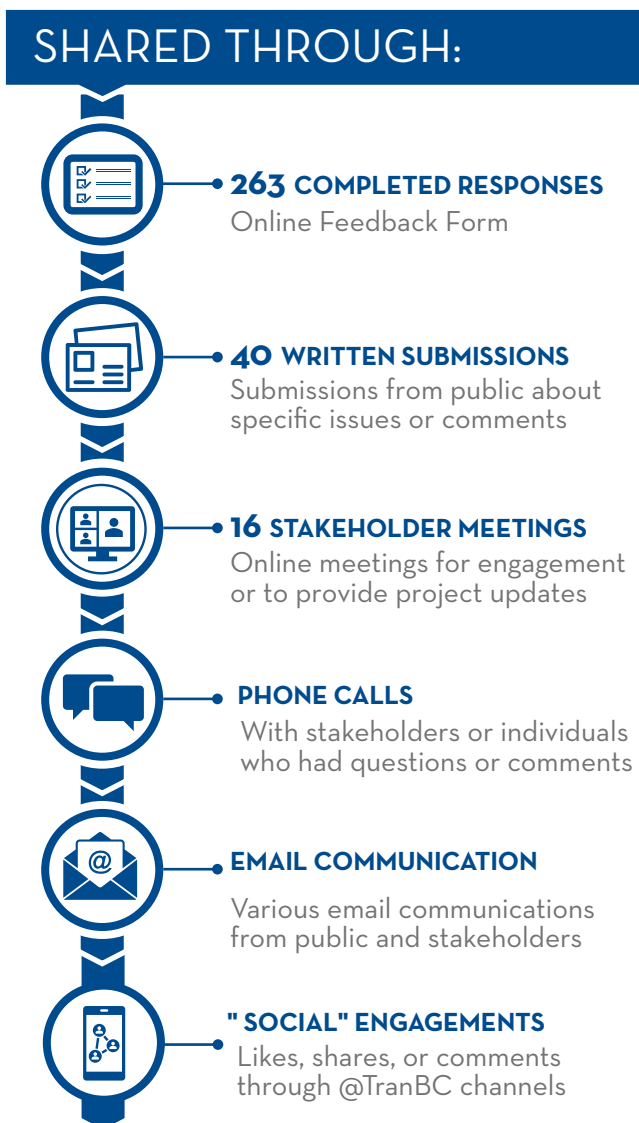 SHARED THROUGH:
263 COMPLETED RESPONSES
Online Feedback Form
40 WRITTEN SUBMISSIONS
Submissions from public about
specific issues or comments
16 STAKEHOLDER MEETINGS
Online meetings for engagement
or to provide project updates
PHONE CALLS
With stakeholders or individuals
who had questions or comments
@
EMAIL COMMUNICATION
Various email communications
from public and stakeholders
" SOCIAL" ENGAGEMENTS
Likes, shares, or comments
through @TranBC channels